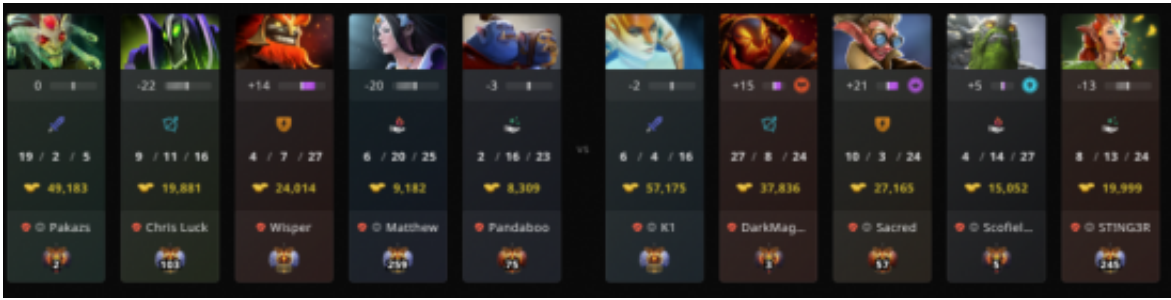 0 -22 +14 -20 -3 -2 +15 +21 +5 -13
vs
19 / 2 / 5 9 / 11 / 16 4 / 7 / 27 6 / 20 / 25 2 / 16 / 23 6 / 4 / 16 27 / 8 / 24 10 / 3 / 24 4 / 14 / 27 8 / 13 / 24
49,183 19,881 24,014 9,182 8,309 57,175 37,836 27,165 15,052 19,999
Pakazs Chris Luck Wisper Matthew Pandaboo K1 DarkMag... Sacred Scofiel... STING3R
2 103 259 75 3 57 5 245